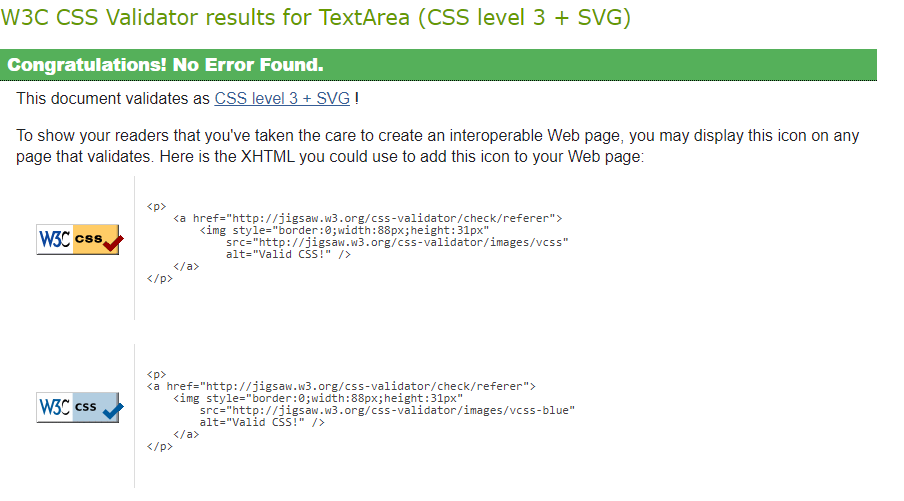 W3C CSS Validator results for TextArea (CSS level 3 + SVG)
Congratulations! No Error Found.
This document validates as CSS level 3 + SVG !
To show your readers that you've taken the care to create an interoperable Web page, you may display this icon on any
page that validates. Here is the XHTML you could use to add this icon to your Web page:
W3C css
<p>
    <a href="http://jigsaw.w3.org/css-validator/check/referer">
        <img style="border:0;width:88px;height:31px"
            src="http://jigsaw.w3.org/css-validator/images/vcss"
            alt="Valid CSS!" />
    </a>
</p>
W3C css
<p>
<a href="http://jigsaw.w3.org/css-validator/check/referer">
    <img style="border:0;width:88px;height:31px"
        src="http://jigsaw.w3.org/css-validator/images/vcss-blue"
        alt="Valid CSS!" />
    </a>
</p>